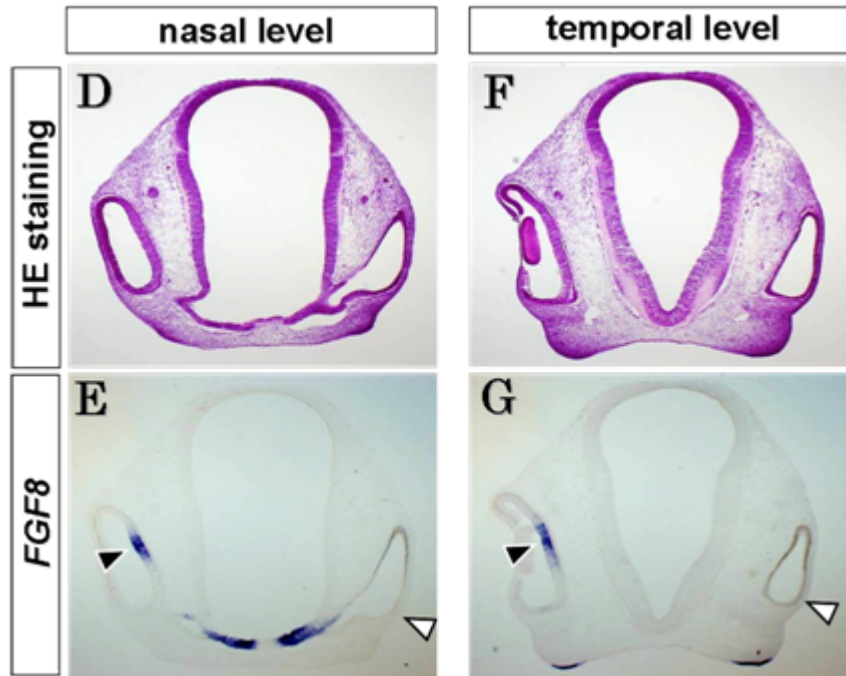 nasal level
temporal level
HE staining
D
F
FGF8
E
G